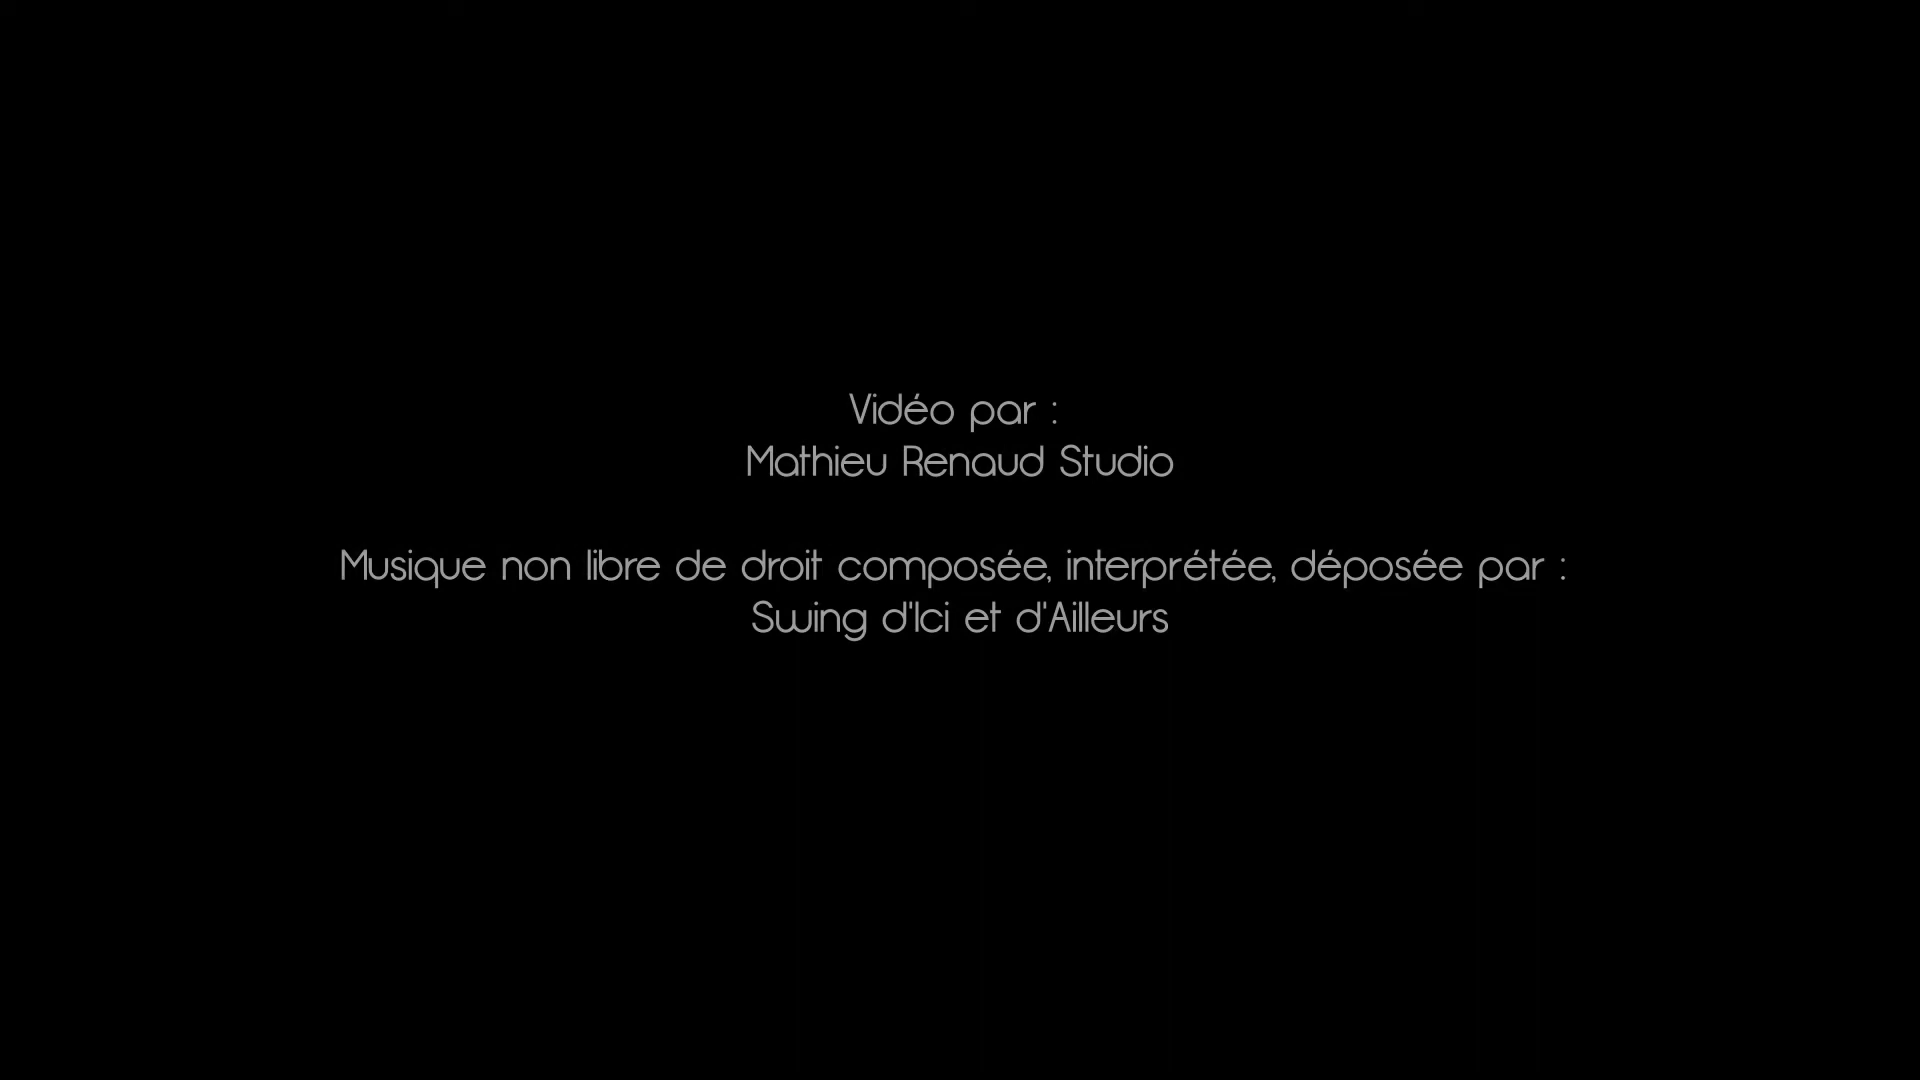 Vidéo par :
Mathieu Renaud Studio
Musique non libre de droit composée, interprétée, déposée par :
Swing d'Ici et d'Ailleurs